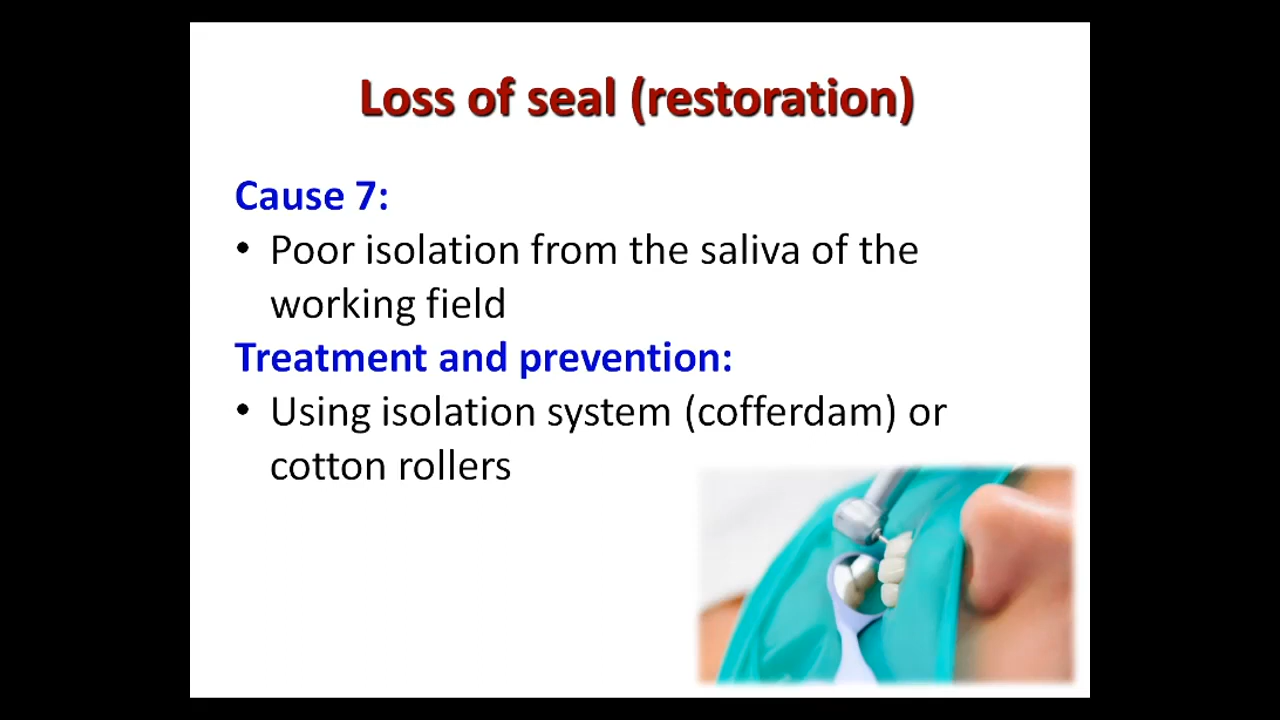 Loss of seal (restoration)
Cause 7:
• Poor isolation from the saliva of the
working field
Treatment and prevention:
• Using isolation system (cofferdam) or
cotton rollers